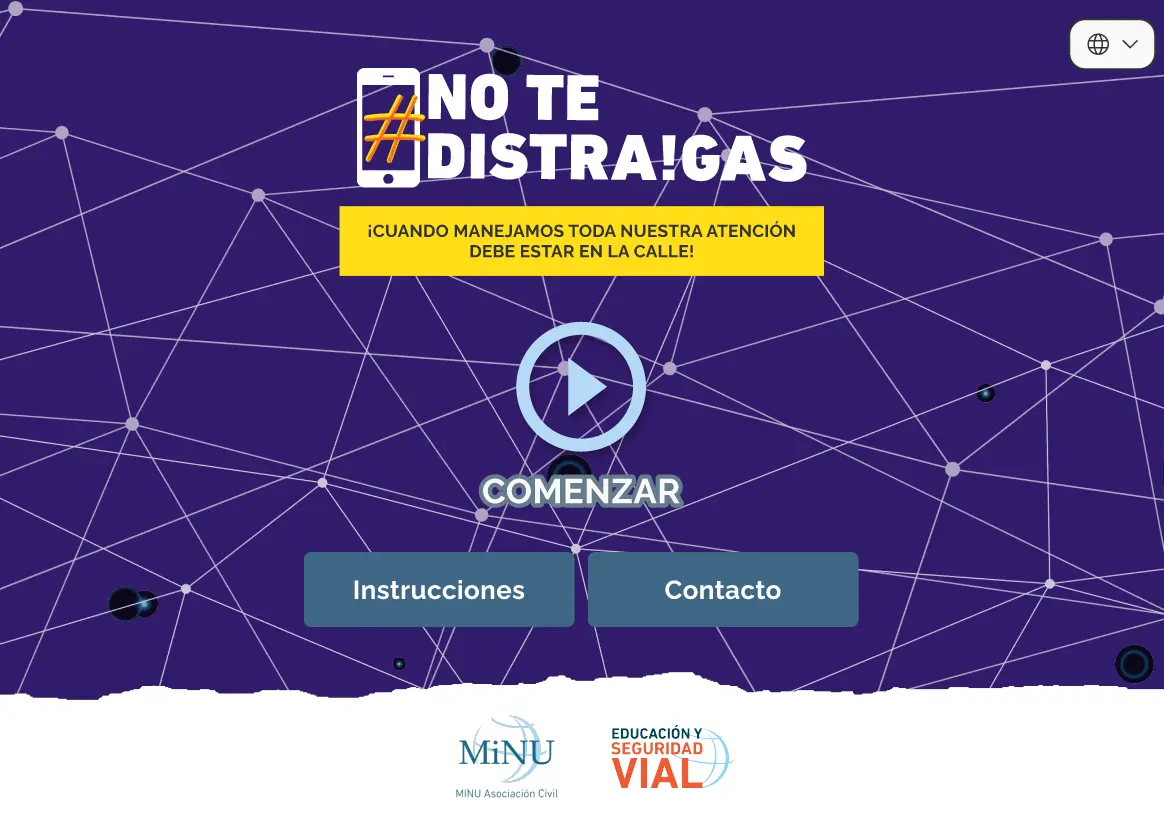 #NO TE
DISTRA!GAS
¡CUANDO MANEJAMOS TODA NUESTRA ATENCIÓN
DEBE ESTAR EN LA CALLE!
COMENZAR
Instrucciones
Contacto
MiNU
MINU Asociación Civil
EDUCACIÓN Y
SEGURIDAD
VIAL